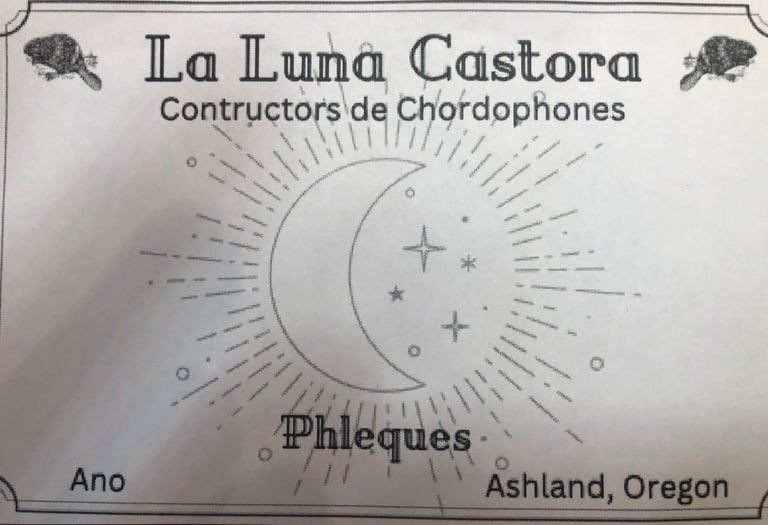 La Luna Castora
Contructors de Chordophones
Phleques
Ano
Ashland, Oregon